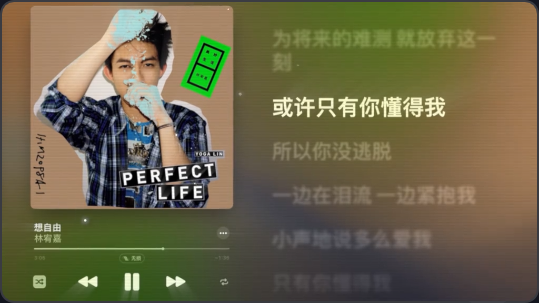 YOGA LIN
PERFECT
LIFE
想自由
林宥嘉
为将来的难测 就放弃这一
刻
或许只有你懂得我
所以你没逃脱
一边在泪流 一边紧抱我
小声地说多么爱我
只有你懂得我